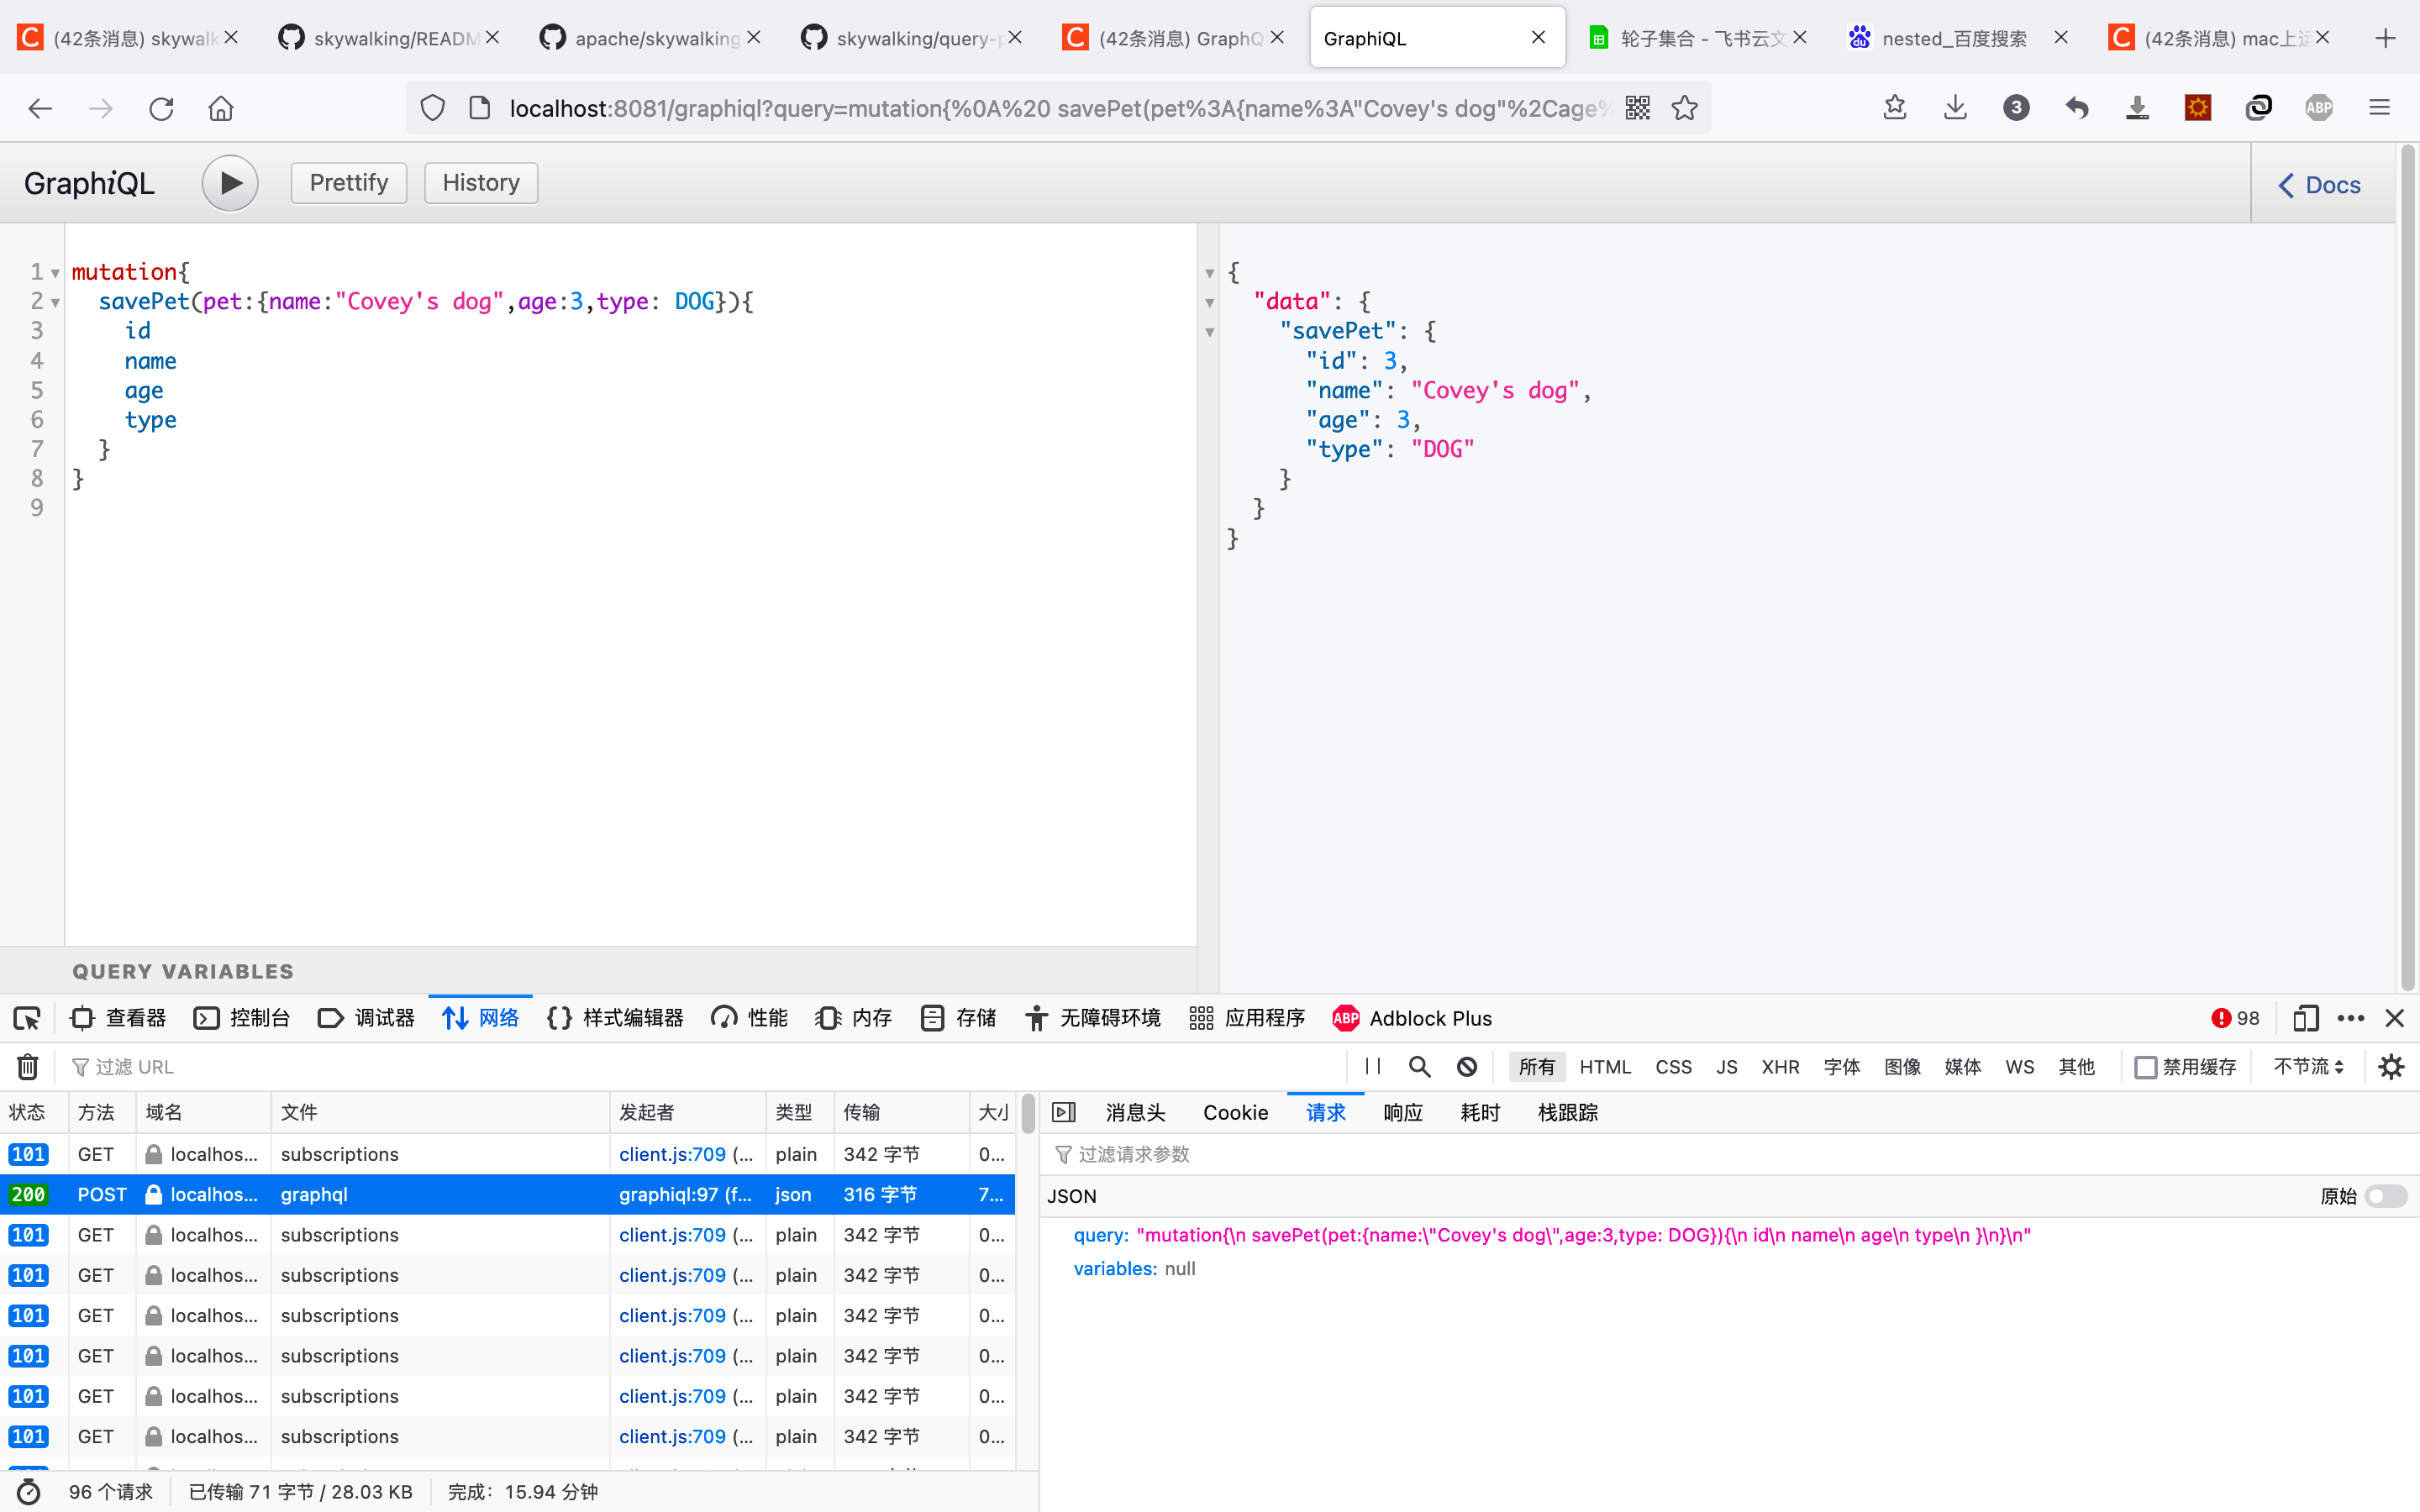 (42条消息) skywalk
skywalking/READM
apache/skywalking
skywalking/query-p
(42条消息) GraphQ
GraphiQL
轮子集合 - 飞书云文
nested_百度搜索
(42条消息) mac上运
localhost:8081/graphiql?query=mutation{%0A%20 savePet(pet%3A{name%3A"Covey's dog"%2Cage%
3
ABP
GraphiQL
Prettify
History
Docs
1 mutation{
2 savePet(pet:{name:"Covey's dog",age:3,type: DOG}){
3 id
4 name
5 age
6 type
7 }
8 }
9
{
"data": {
"savePet": {
"id": 3,
"name": "Covey's dog",
"age": 3,
"type": "DOG"
}
}
}
QUERY VARIABLES
查看器 控制台 调试器 网络 样式编辑器 性能 内存 存储 无障碍环境 应用程序 ABP Adblock Plus 98
过滤 URL
所有 HTML CSS JS XHR 字体 图像 媒体 WS 其他 禁用缓存 不节流
状态 方法 域名 文件 发起者 类型 传输 大小
101 GET localhos... subscriptions client.js:709 (... plain 342 字节 0...
200 POST localhos... graphql graphiql:97 (f... json 316 字节 7...
101 GET localhos... subscriptions client.js:709 (... plain 342 字节 0...
101 GET localhos... subscriptions client.js:709 (... plain 342 字节 0...
101 GET localhos... subscriptions client.js:709 (... plain 342 字节 0...
101 GET localhos... subscriptions client.js:709 (... plain 342 字节 0...
101 GET localhos... subscriptions client.js:709 (... plain 342 字节 0...
101 GET localhos... subscriptions client.js:709 (... plain 342 字节 0...
96 个请求 已传输 71 字节 / 28.03 KB 完成：15.94 分钟
消息头 Cookie 请求 响应 耗时 栈跟踪
过滤请求参数
JSON 原始
query: "mutation{\n savePet(pet:{name:\"Covey's dog\",age:3,type: DOG}){\n id\n name\n age\n type\n }\n}\n"
variables: null